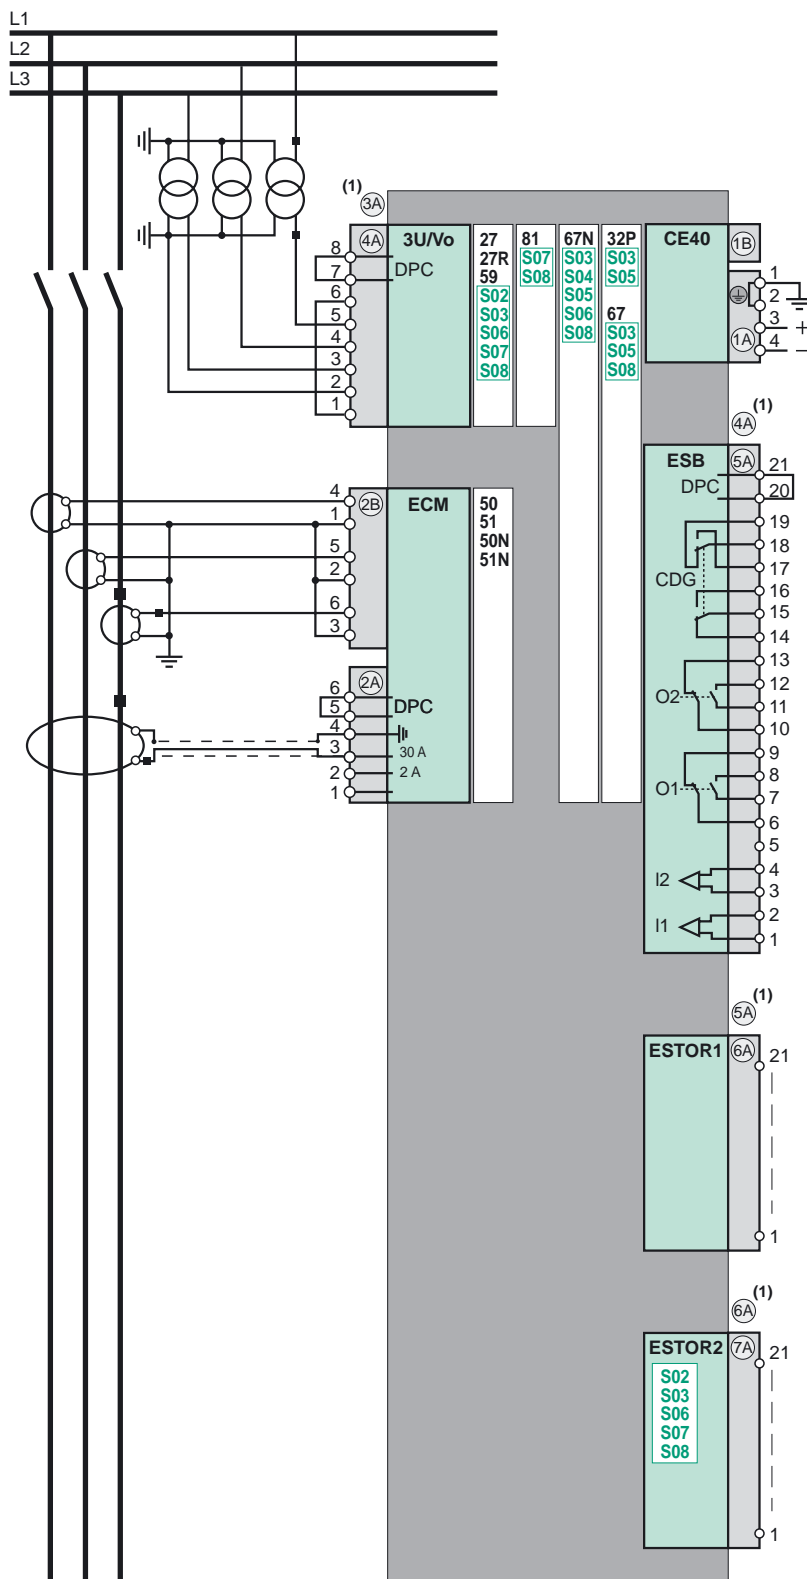 L1
L2
L3
(1)
3A
4A
3U/Vo
DPC
8
7
6
5
4
3
2
1
27
27R
59
S02
S03
S06
S07
S08
81
S07
S08
67N
S03
S04
S05
S06
S08
32P
S03
S05
67
S03
S05
S08
CE40
1B
1A
1
2
3
4
+
–
(1)
4A
ESB
5A
DPC
CDG
O2
O1
I2
I1
21
20
19
18
17
16
15
14
13
12
11
10
9
8
7
6
5
4
3
2
1
4
1
5
2
6
3
2B
ECM
50
51
50N
51N
2A
DPC
30 A
2 A
6
5
4
3
2
1
(1)
5A
ESTOR1
6A
21
1
(1)
6A
ESTOR2
7A
21
S02
S03
S06
S07
S08
1